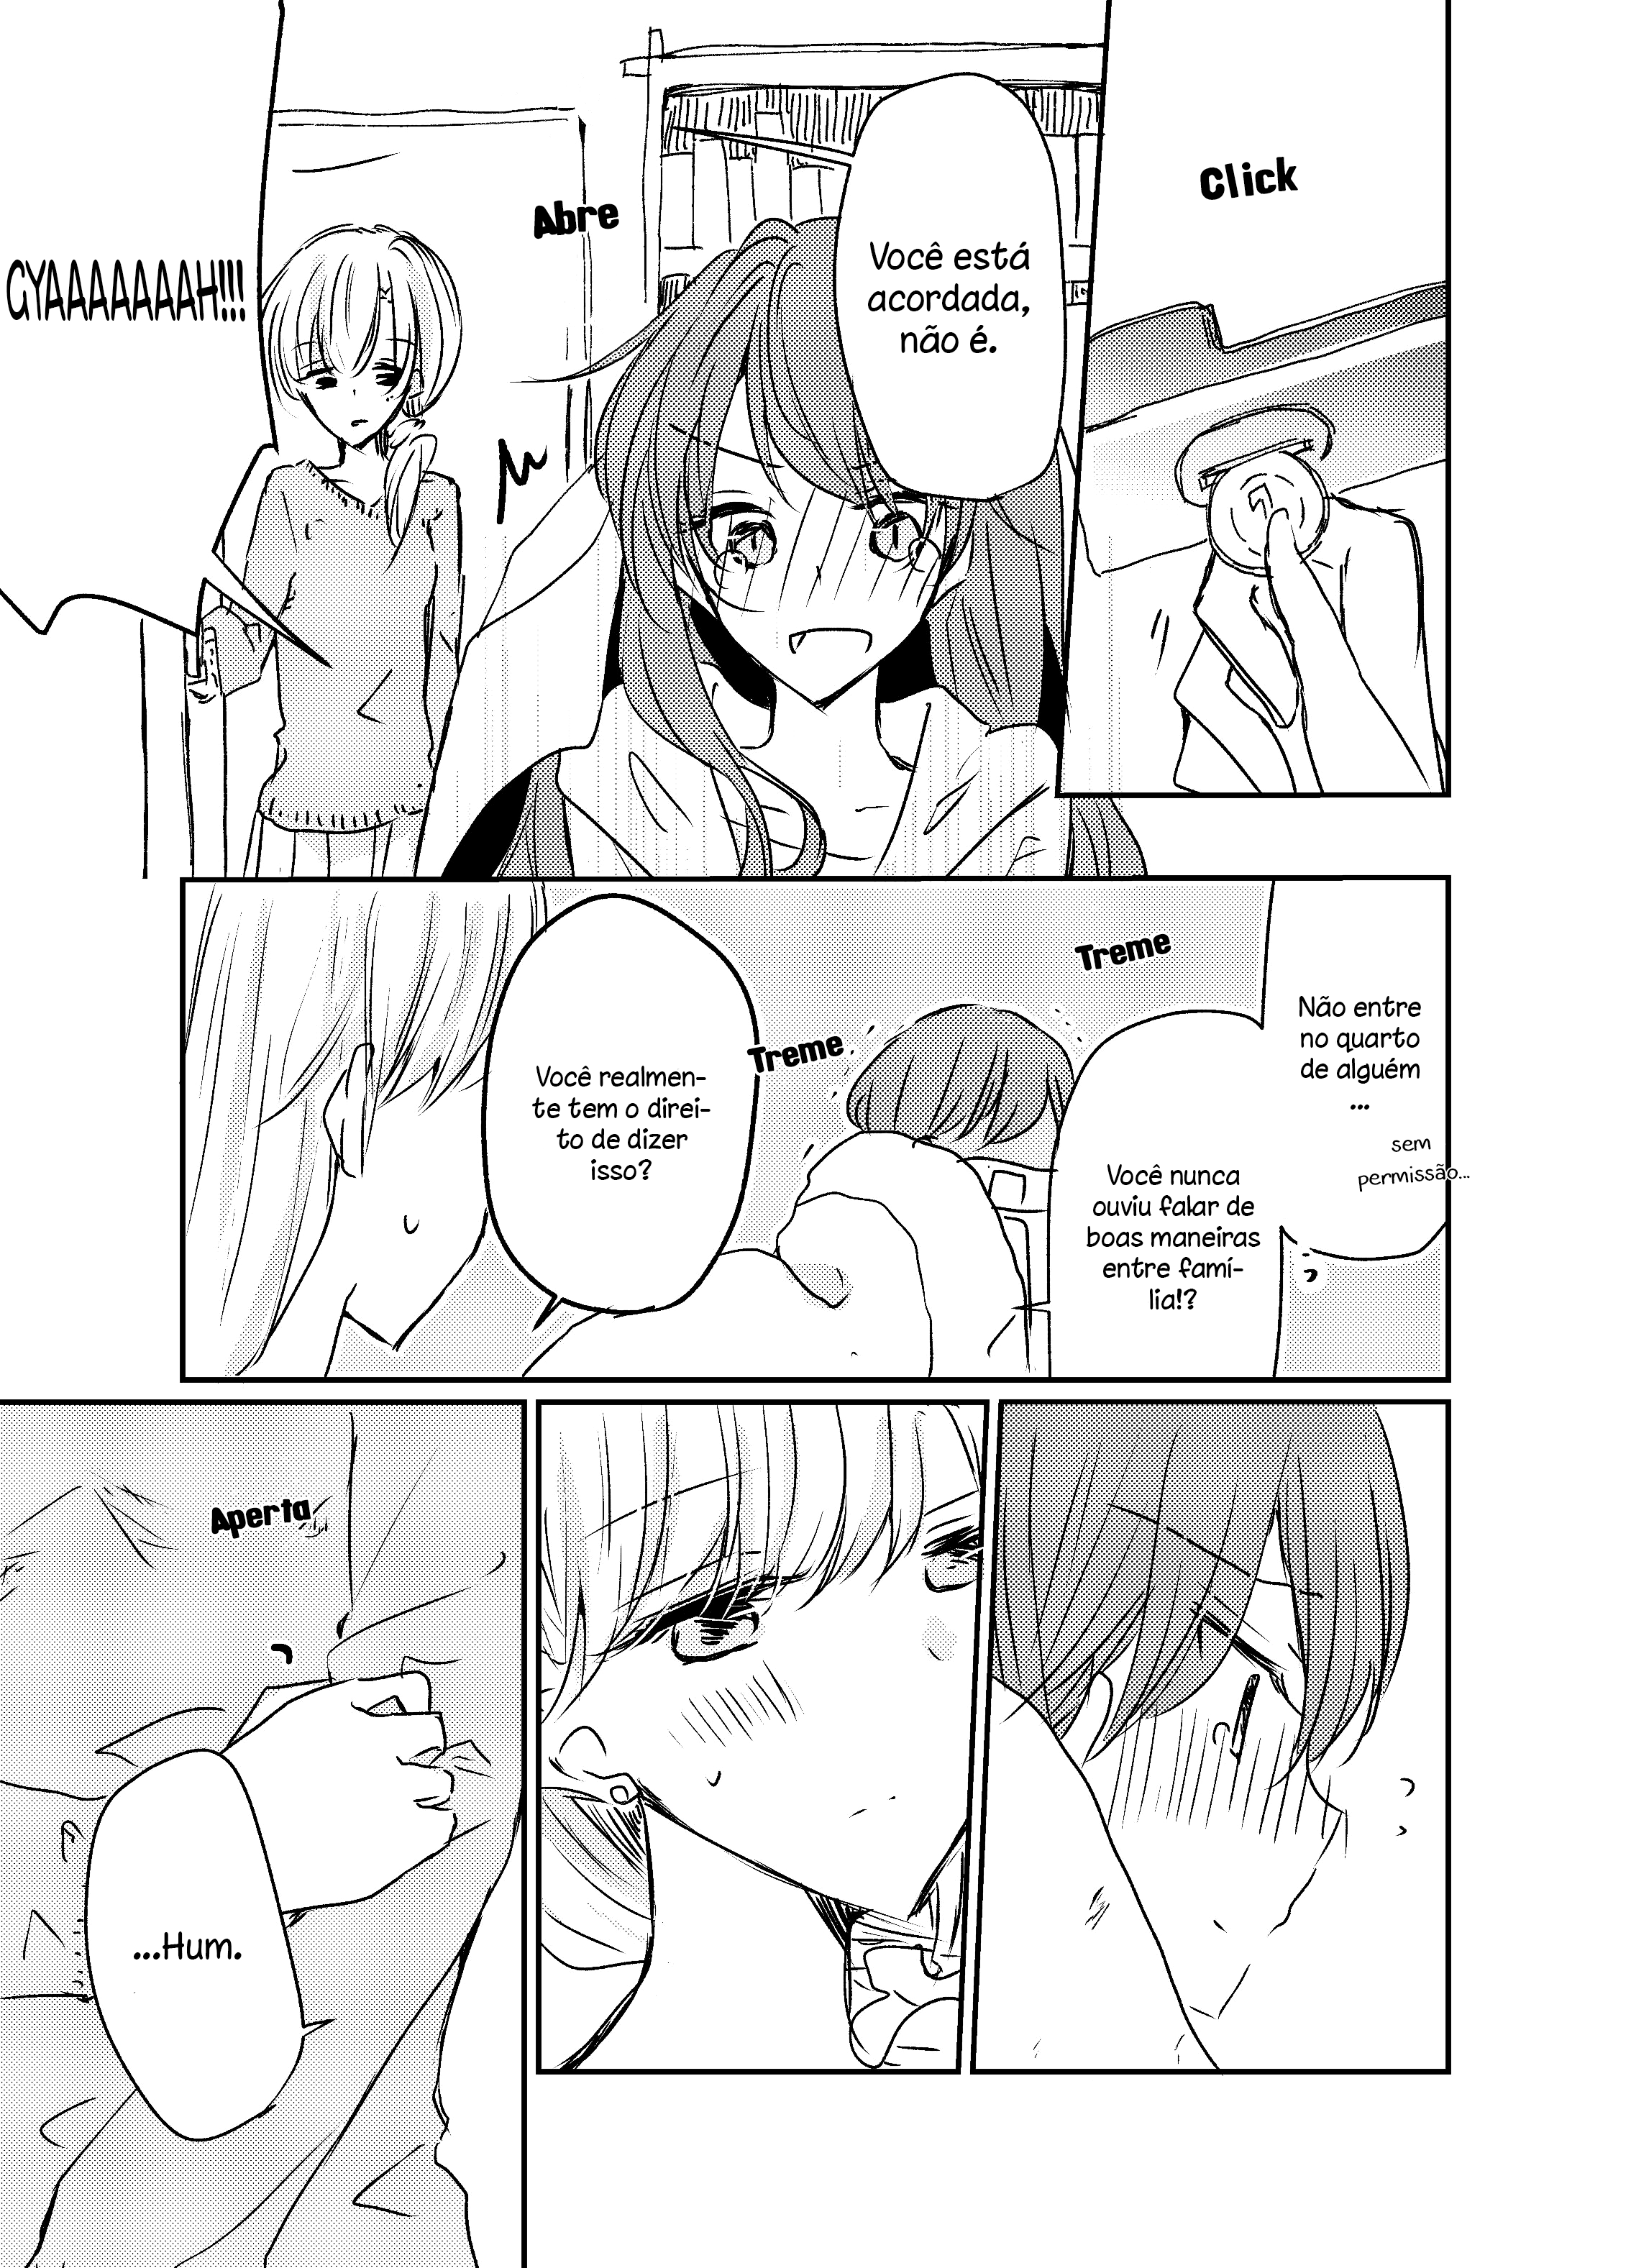 Click
Você está
acordada,
não é.
Abre
GYAAAAAAAH!!!
Não entre
no quarto
de alguém
...
sem
permissão...
Você nunca
ouviu falar de
boas maneiras
entre famí-
lia!?
Treme
Treme
Você realmen-
te tem o direi-
to de dizer
isso?
Aperta
...Hum.